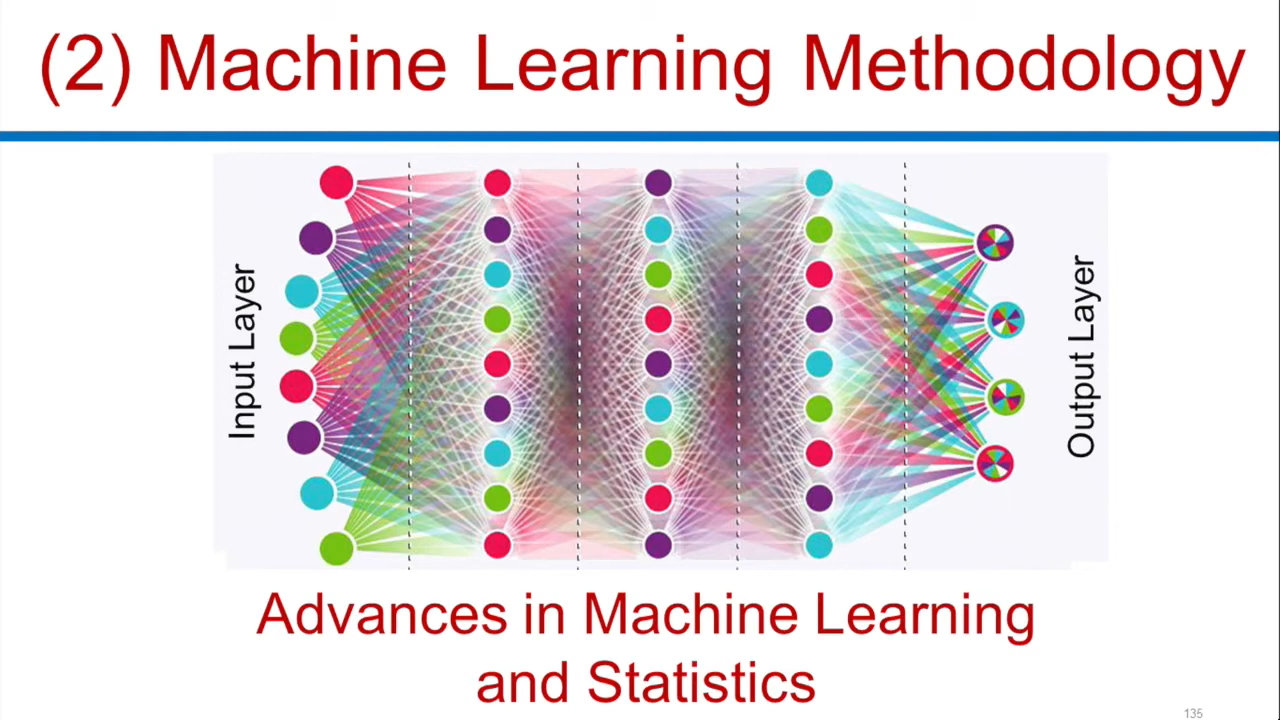 (2) Machine Learning Methodology
Input Layer
Output Layer
Advances in Machine Learning
and Statistics
135